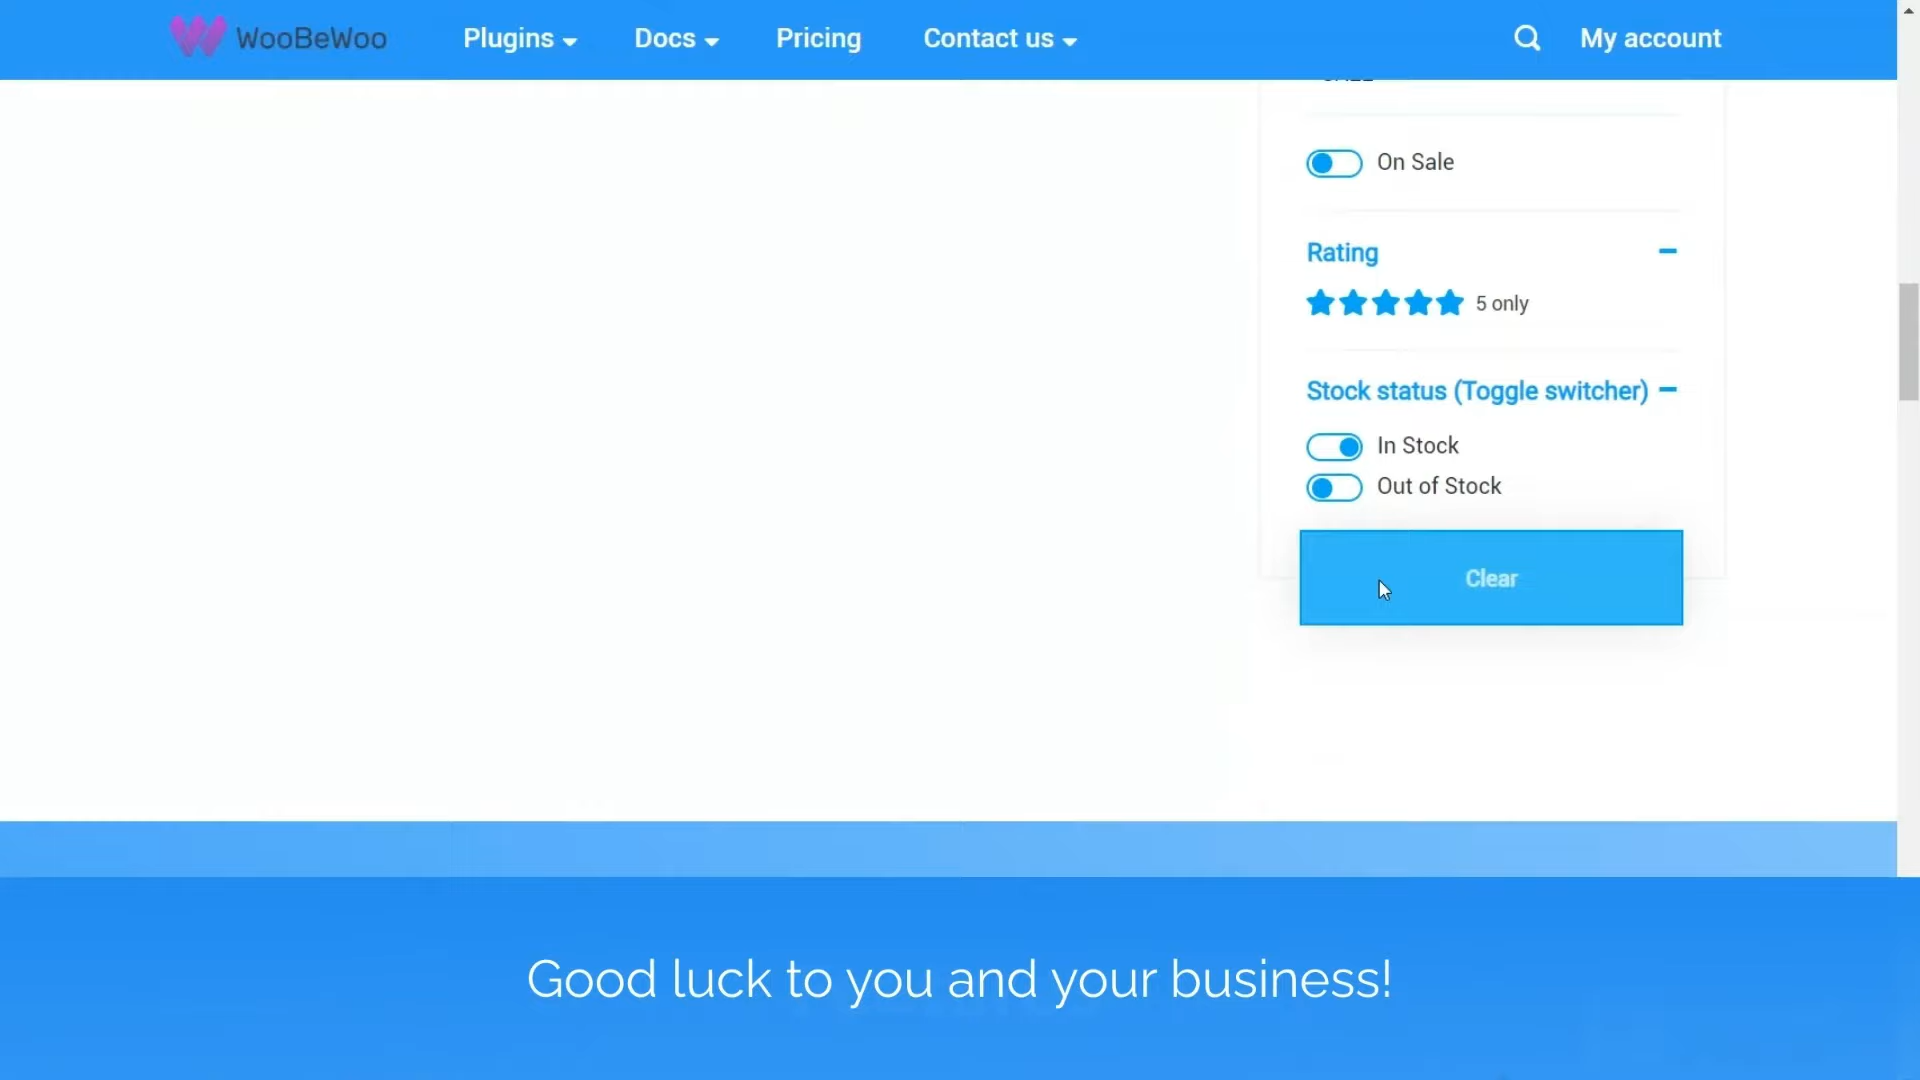 WooBeWoo
Plugins
Docs
Pricing
Contact us
My account
On Sale
Rating
5 only
Stock status (Toggle switcher)
In Stock
Out of Stock
Clear
Good luck to you and your business!